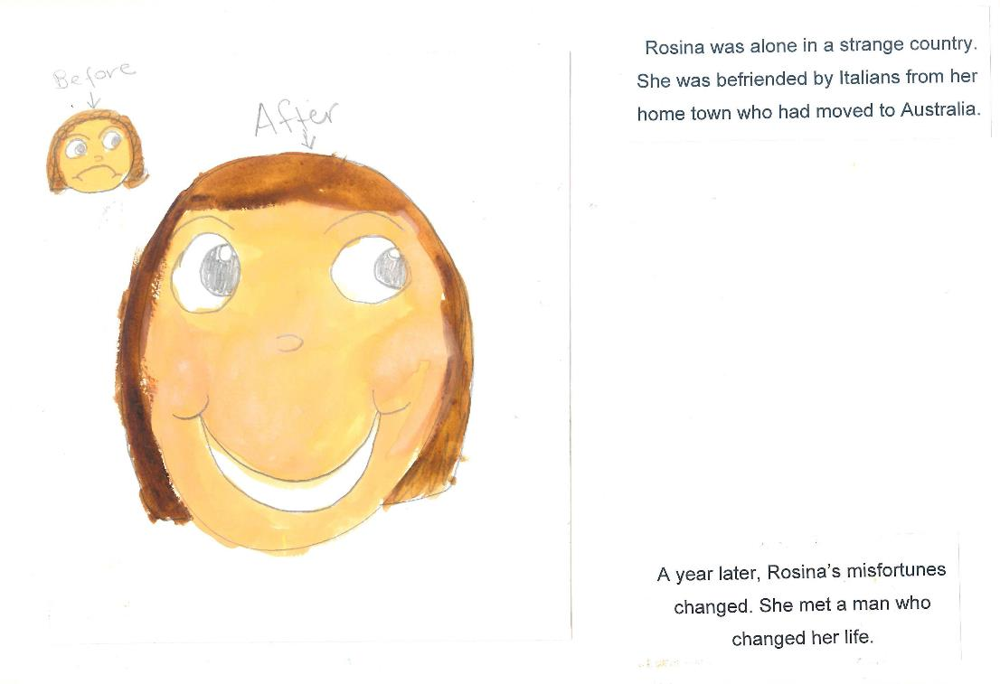 Before
After
Rosina was alone in a strange country.
She was befriended by Italians from her
home town who had moved to Australia.
A year later, Rosina's misfortunes
changed. She met a man who
changed her life.